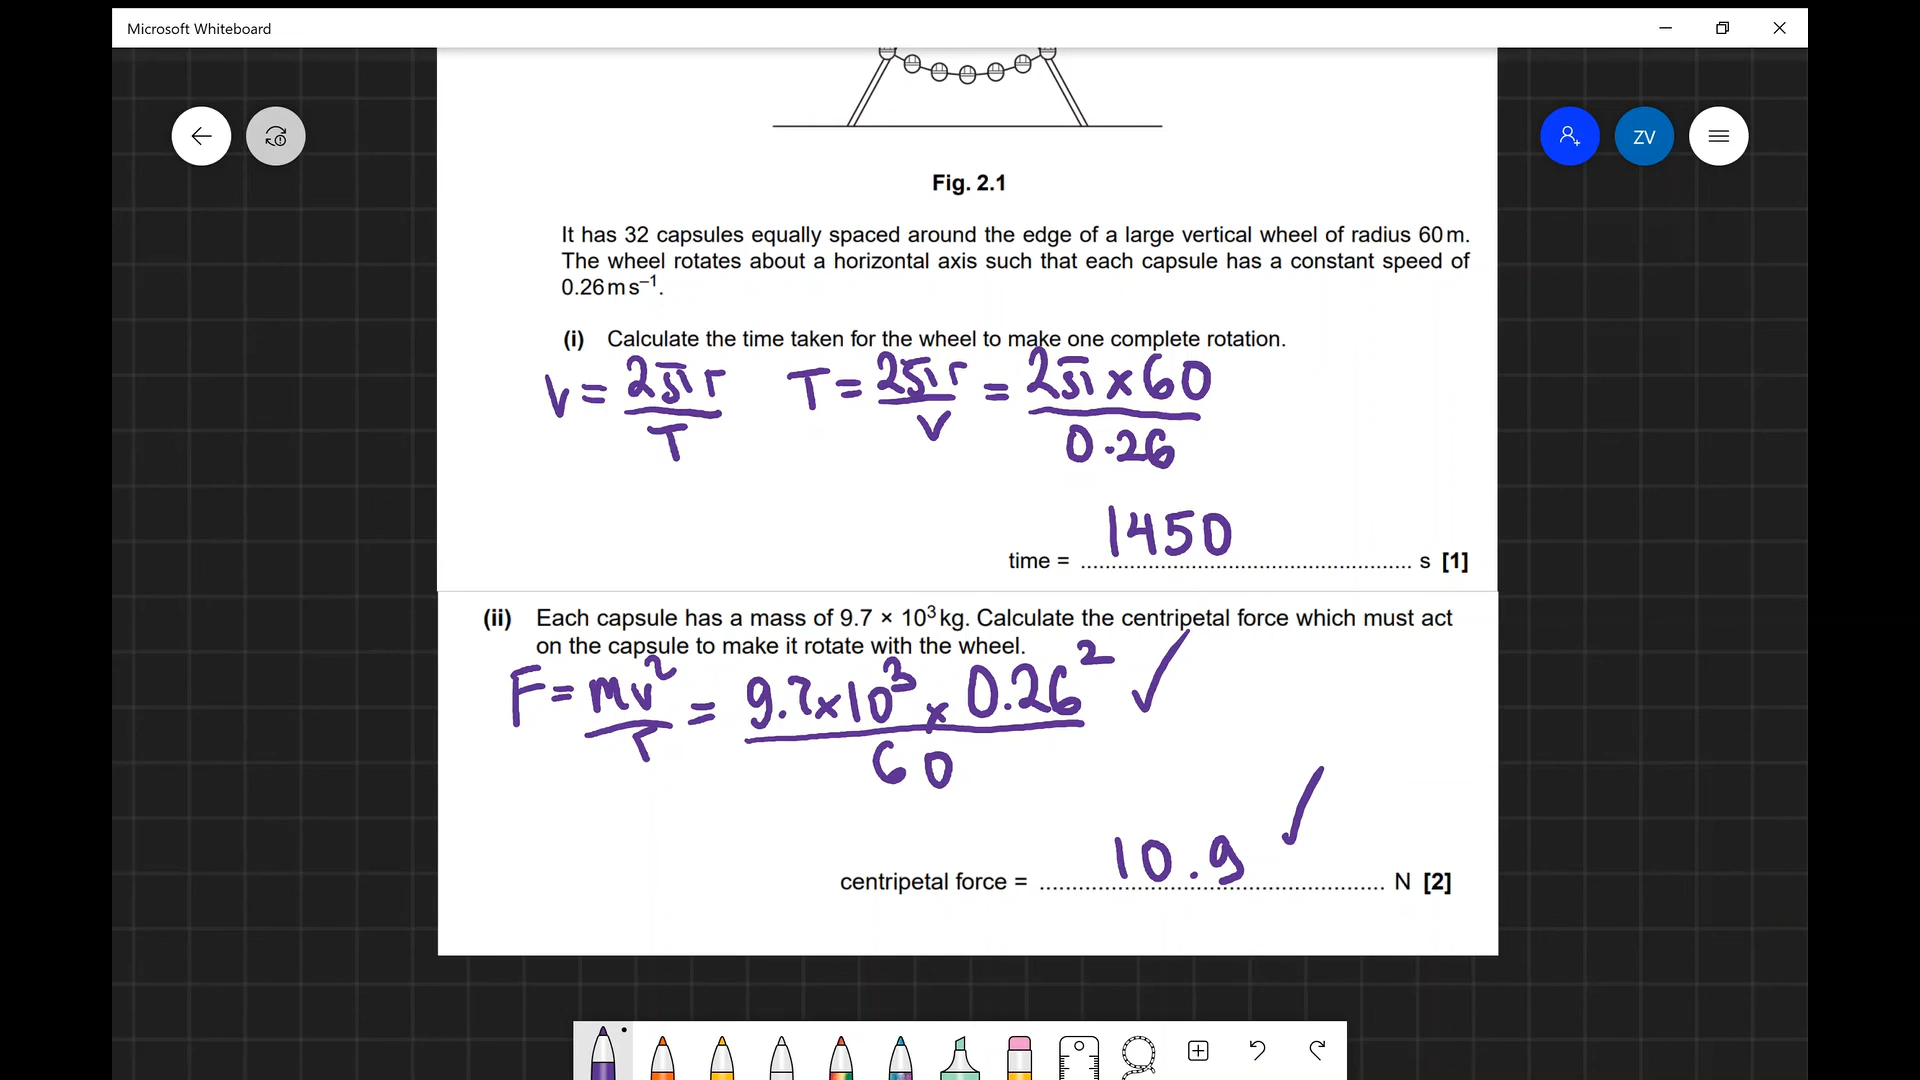 Microsoft Whiteboard
ZV
Fig. 2.1
It has 32 capsules equally spaced around the edge of a large vertical wheel of radius 60 m.
The wheel rotates about a horizontal axis such that each capsule has a constant speed of
0.26 m s⁻¹.
(i) Calculate the time taken for the wheel to make one complete rotation.
V = 2πr/T T = 2πr/V = 2π × 60/0.26
1450
time = ........ s [1]
(ii) Each capsule has a mass of 9.7 × 10³ kg. Calculate the centripetal force which must act
on the capsule to make it rotate with the wheel.
F = mv²/r = 9.7 × 10³ × 0.26²/60 ✓
10.9 ✓
centripetal force = ........ N [2]